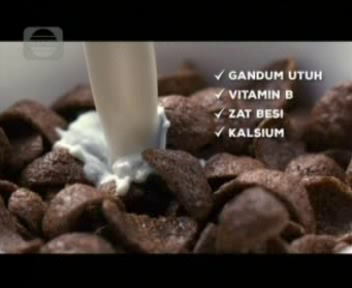 ✓ GANDUM UTUH
✓ VITAMIN B
✓ ZAT BESI
✓ KALSIUM